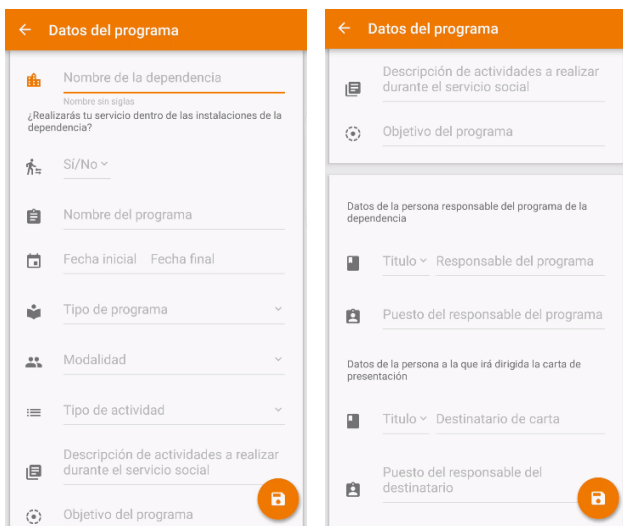 Datos del programa
Nombre de la dependencia
Nombre sin siglas
¿Realizarás tu servicio dentro de las instalaciones de la
dependencia?
Sí/No
Nombre del programa
Fecha inicial Fecha final
Tipo de programa
Modalidad
Tipo de actividad
Descripción de actividades a realizar
durante el servicio social
Objetivo del programa
Datos del programa
Descripción de actividades a realizar
durante el servicio social
Objetivo del programa
Datos de la persona responsable del programa de la
dependencia
Titulo Responsable del programa
Puesto del responsable del programa
Datos de la persona a la que irá dirigida la carta de
presentación
Titulo Destinatario de carta
Puesto del responsable del
destinatario